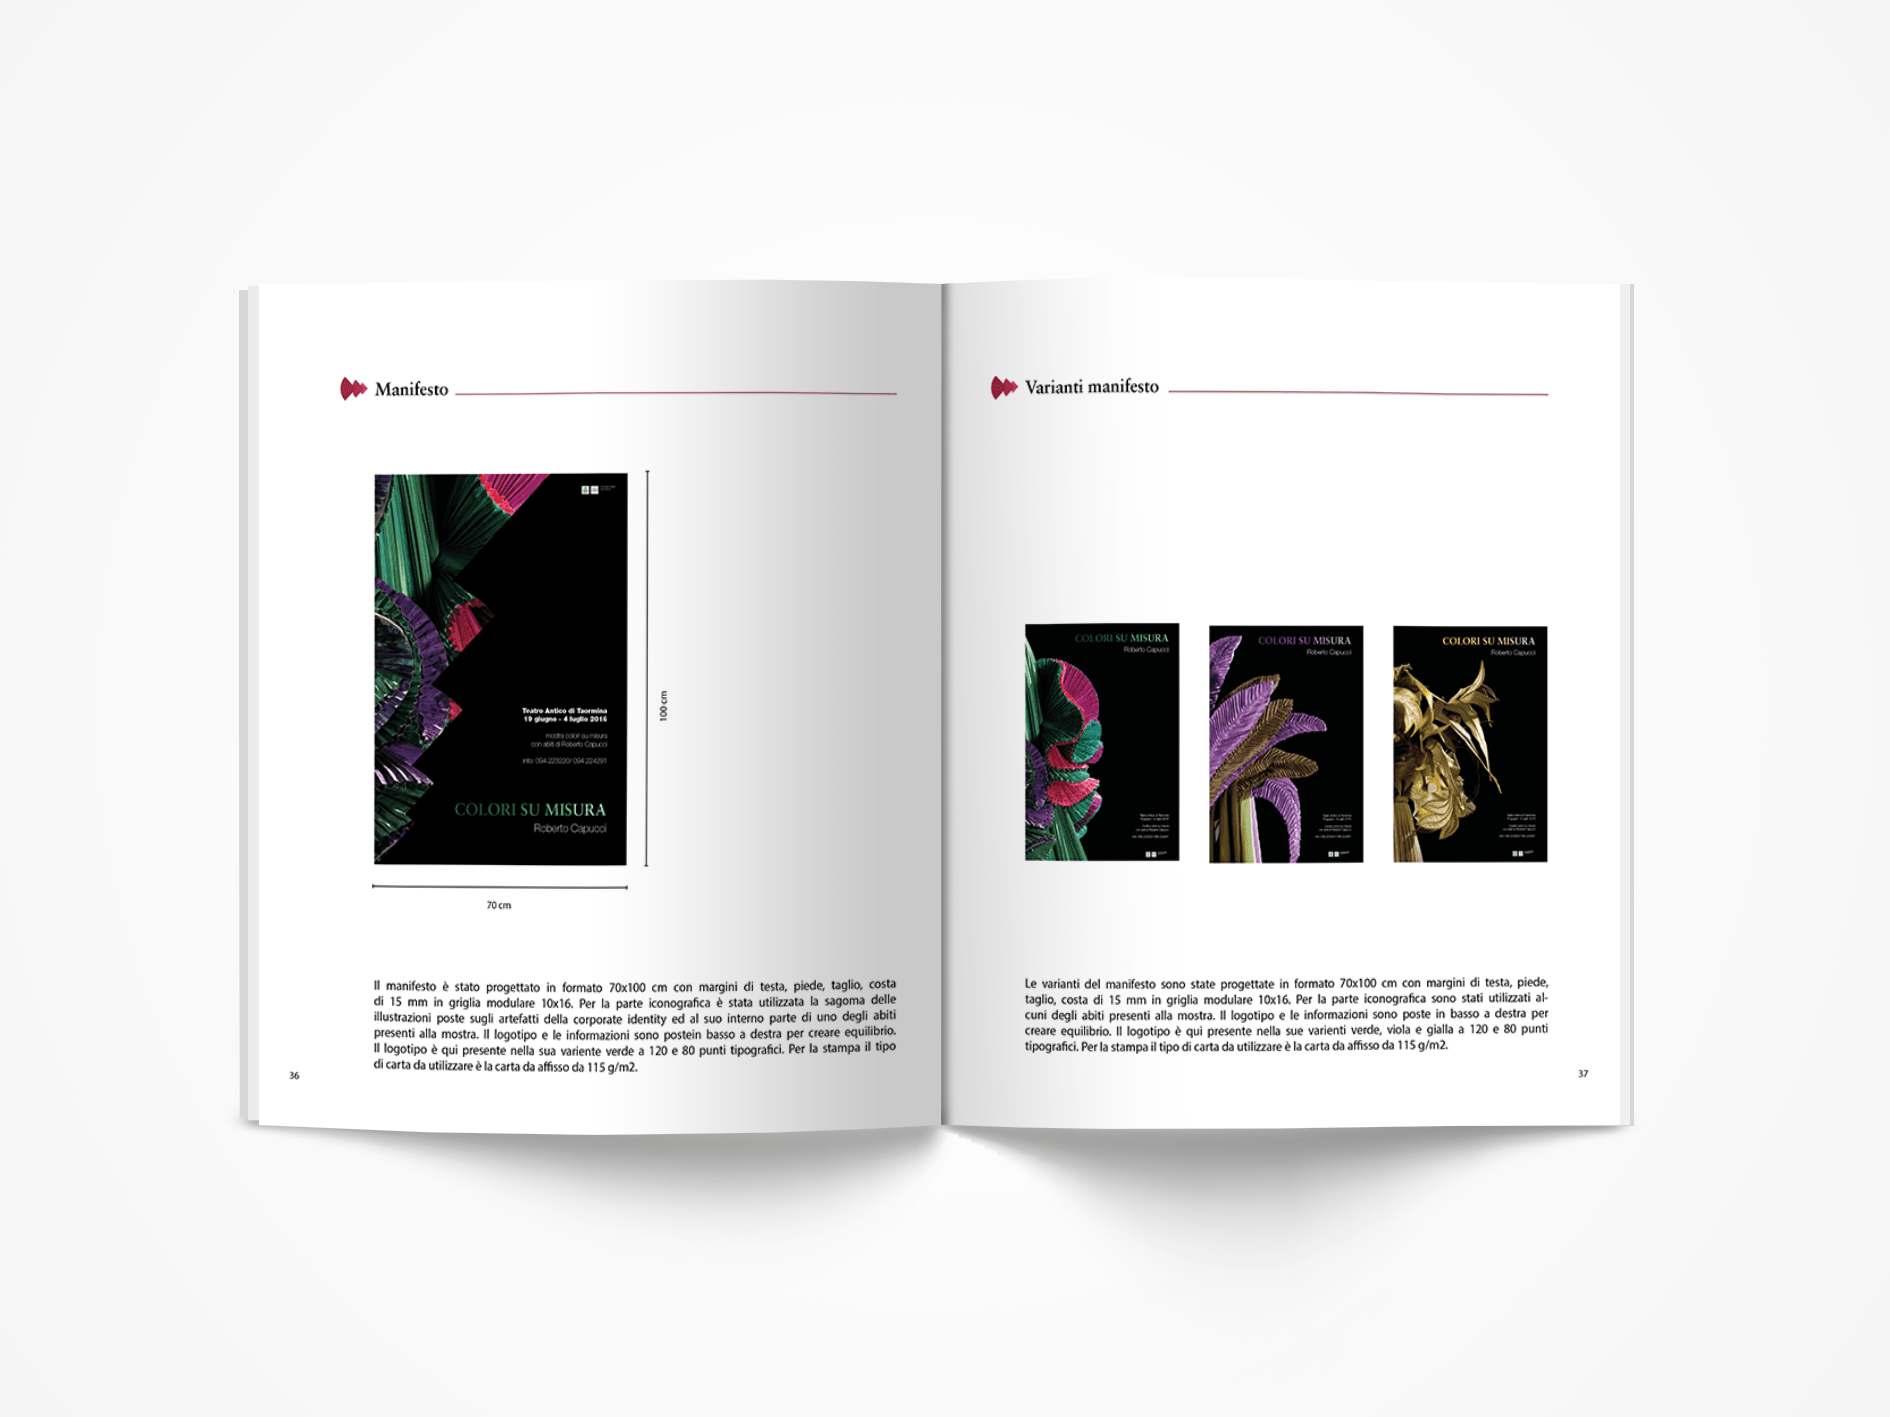 Manifesto
Teatro Antico di Taormina
19 giugno - 4 luglio 2016
mostra colori su misura
con abiti di Roberto Capucci
info: 094 223220/ 094 224291
COLORI SU MISURA
Roberto Capucci
100 cm
70 cm
Il manifesto è stato progettato in formato 70x100 cm con margini di testa, piede, taglio, costa
di 15 mm in griglia modulare 10x16. Per la parte iconografica è stata utilizzata la sagoma delle
illustrazioni poste sugli artefatti della corporate identity ed al suo interno parte di uno degli abiti
presenti alla mostra. Il logotipo e le informazioni sono postein basso a destra per creare equilibrio.
Il logotipo è qui presente nella sua variente verde a 120 e 80 punti tipografici. Per la stampa il tipo
di carta da utilizzare è la carta da affisso da 115 g/m2.
36
Varianti manifesto
COLORI SU MISURA
Roberto Capucci
COLORI SU MISURA
Roberto Capucci
COLORI SU MISURA
Roberto Capucci
Le varianti del manifesto sono state progettate in formato 70x100 cm con margini di testa, piede,
taglio, costa di 15 mm in griglia modulare 10x16. Per la parte iconografica sono stati utilizzati al-
cuni degli abiti presenti alla mostra. Il logotipo e le informazioni sono poste in basso a destra per
creare equilibrio. Il logotipo è qui presente nella sue varienti verde, viola e gialla a 120 e 80 punti
tipografici. Per la stampa il tipo di carta da utilizzare è la carta da affisso da 115 g/m2.
37